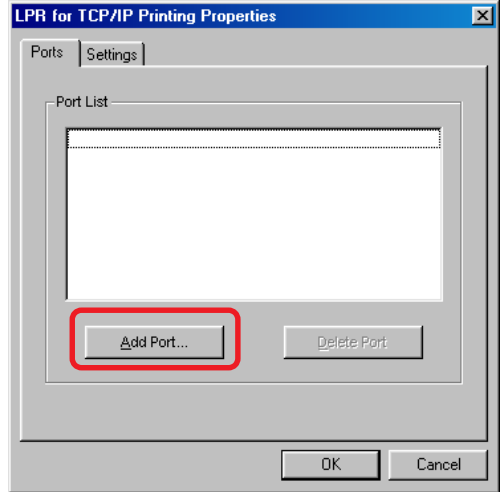 LPR for TCP/IP Printing Properties
Ports Settings
Port List
Add Port... Delete Port
OK Cancel